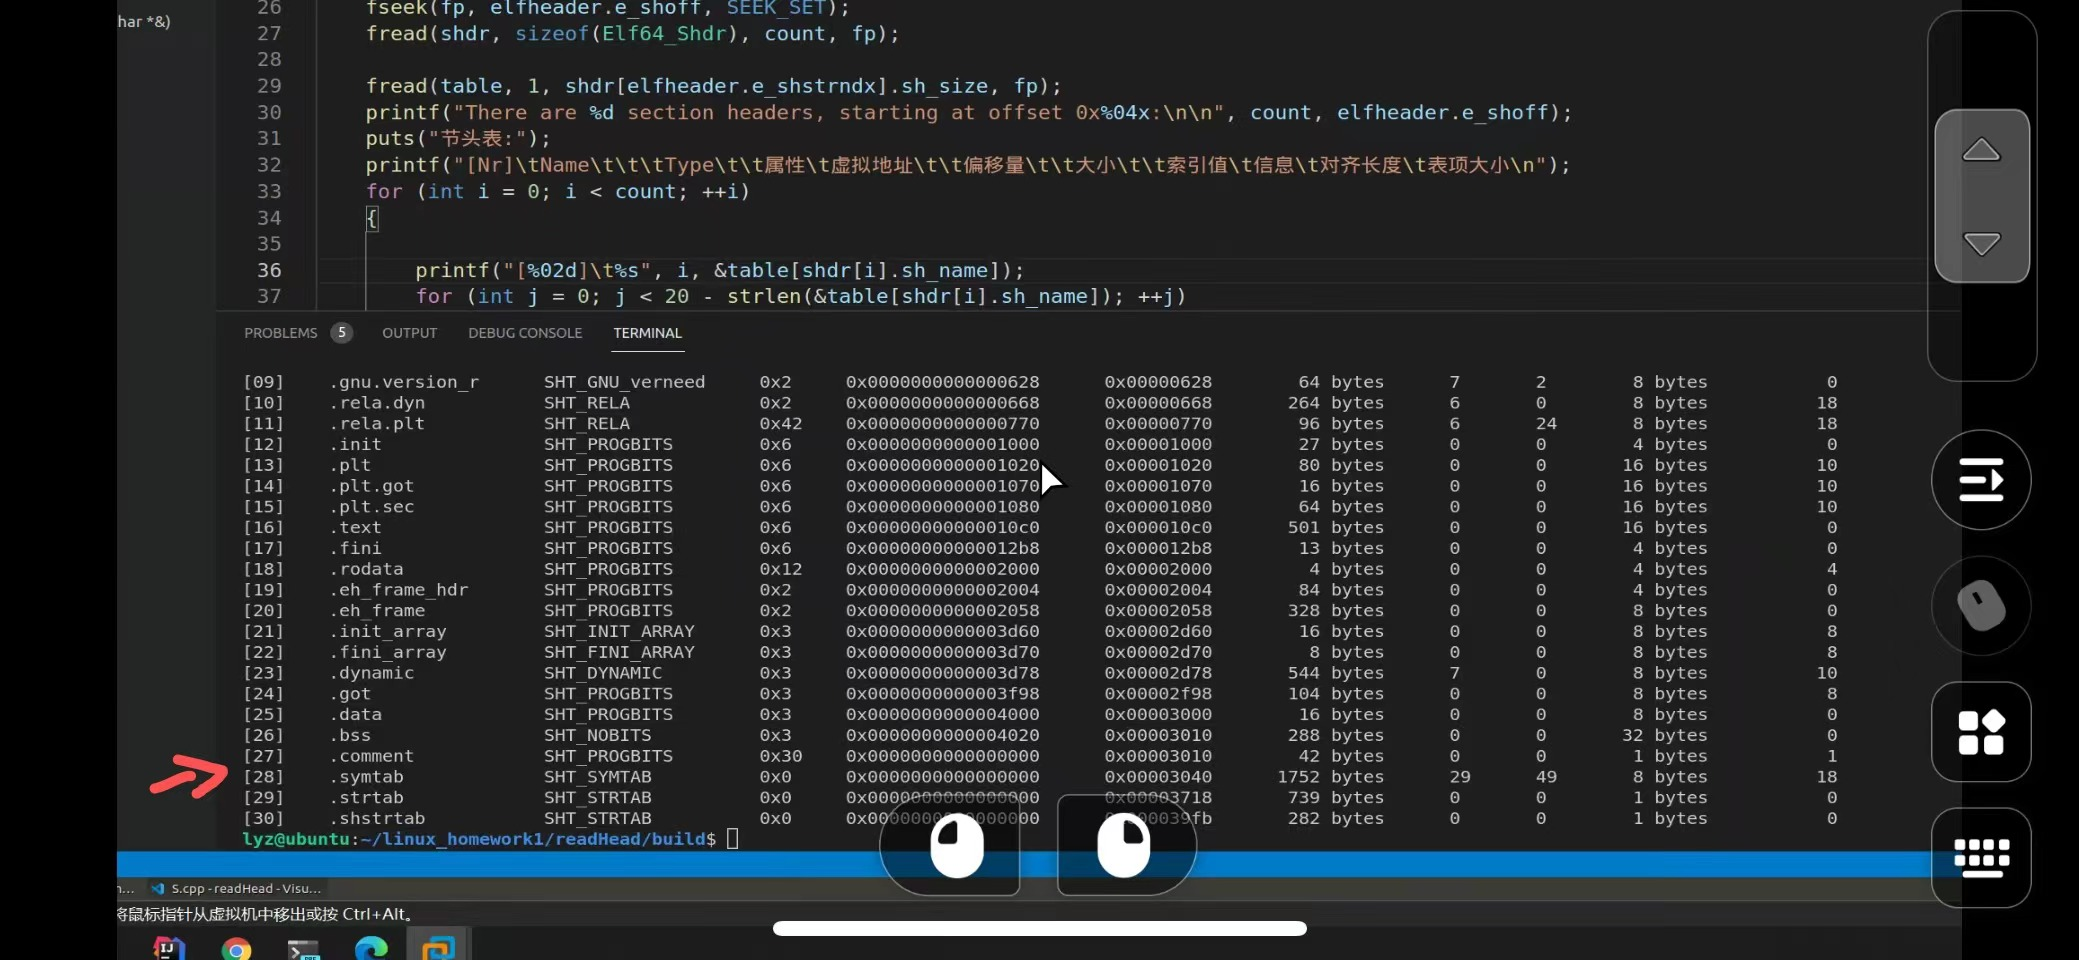 har *&)
26 fseek(fp, elfheader.e_shoff, SEEK_SET);
27 fread(shdr, sizeof(Elf64_Shdr), count, fp);
28
29 fread(table, 1, shdr[elfheader.e_shstrndx].sh_size, fp);
30 printf("There are %d section headers, starting at offset 0x%04x:\n\n", count, elfheader.e_shoff);
31 puts("节头表:");
32 printf("[Nr]\tName\t\t\tType\t\t属性\t虚拟地址\t\t偏移量\t\t大小\t\t索引值\t信息\t对齐长度\t表项大小\n");
33 for (int i = 0; i < count; ++i)
34 {
35
36 printf("[%02d]\t%s", i, &table[shdr[i].sh_name]);
37 for (int j = 0; j < 20 - strlen(&table[shdr[i].sh_name]); ++j)
PROBLEMS 5 OUTPUT DEBUG CONSOLE TERMINAL
[09] .gnu.version_r SHT_GNU_verneed 0x2 0x0000000000000628 0x00000628 64 bytes 7 2 8 bytes 0
[10] .rela.dyn SHT_RELA 0x2 0x0000000000000668 0x00000668 264 bytes 6 0 8 bytes 18
[11] .rela.plt SHT_RELA 0x42 0x0000000000000770 0x00000770 96 bytes 6 24 8 bytes 18
[12] .init SHT_PROGBITS 0x6 0x0000000000001000 0x00001000 27 bytes 0 0 4 bytes 0
[13] .plt SHT_PROGBITS 0x6 0x0000000000001020 0x00001020 80 bytes 0 0 16 bytes 10
[14] .plt.got SHT_PROGBITS 0x6 0x0000000000001070 0x00001070 16 bytes 0 0 16 bytes 10
[15] .plt.sec SHT_PROGBITS 0x6 0x0000000000001080 0x00001080 64 bytes 0 0 16 bytes 10
[16] .text SHT_PROGBITS 0x6 0x00000000000010c0 0x000010c0 501 bytes 0 0 16 bytes 0
[17] .fini SHT_PROGBITS 0x6 0x00000000000012b8 0x000012b8 13 bytes 0 0 4 bytes 0
[18] .rodata SHT_PROGBITS 0x12 0x0000000000002000 0x00002000 4 bytes 0 0 4 bytes 4
[19] .eh_frame_hdr SHT_PROGBITS 0x2 0x0000000000002004 0x00002004 84 bytes 0 0 4 bytes 0
[20] .eh_frame SHT_PROGBITS 0x2 0x0000000000002058 0x00002058 328 bytes 0 0 8 bytes 0
[21] .init_array SHT_INIT_ARRAY 0x3 0x0000000000003d60 0x00002d60 16 bytes 0 0 8 bytes 8
[22] .fini_array SHT_FINI_ARRAY 0x3 0x0000000000003d70 0x00002d70 8 bytes 0 0 8 bytes 8
[23] .dynamic SHT_DYNAMIC 0x3 0x0000000000003d78 0x00002d78 544 bytes 7 0 8 bytes 10
[24] .got SHT_PROGBITS 0x3 0x0000000000003f98 0x00002f98 104 bytes 0 0 8 bytes 8
[25] .data SHT_PROGBITS 0x3 0x0000000000004000 0x00003000 16 bytes 0 0 8 bytes 0
[26] .bss SHT_NOBITS 0x3 0x0000000000004020 0x00003010 288 bytes 0 0 32 bytes 0
[27] .comment SHT_PROGBITS 0x30 0x0000000000000000 0x00003010 42 bytes 0 0 1 bytes 1
[28] .symtab SHT_SYMTAB 0x0 0x0000000000000000 0x00003040 1752 bytes 29 49 8 bytes 18
[29] .strtab SHT_STRTAB 0x0 0x0000000000000000 0x00003718 739 bytes 0 0 1 bytes 0
[30] .shstrtab SHT_STRTAB 0x0 0x0000000000000000 0x000039fb 282 bytes 0 0 1 bytes 0
lyz@ubuntu:~/linux_homework1/readHead/build$
n... S.cpp - readHead - Visu...
将鼠标指针从虚拟机中移出或按 Ctrl+Alt。